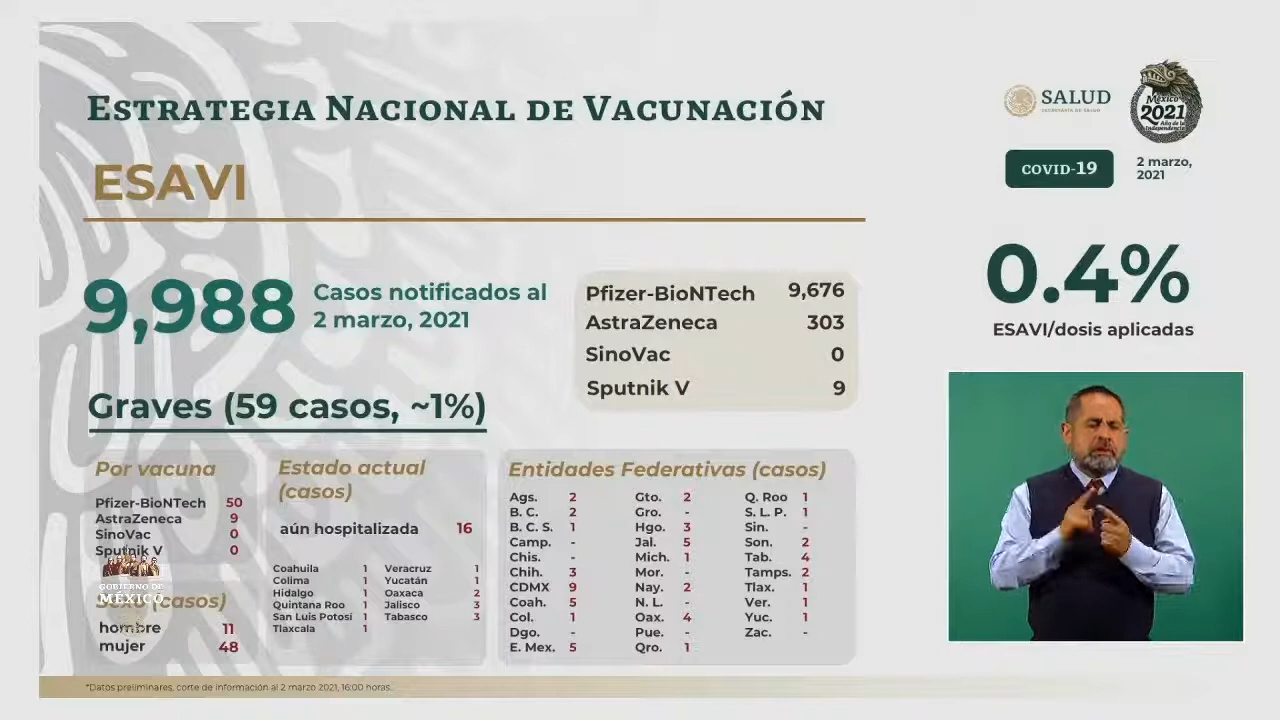 Estrategia Nacional de Vacunación
ESAVI
SALUD
SECRETARÍA DE SALUD
México
2021
Año de la
Independencia
COVID-19
2 marzo,
2021
9,988
Casos notificados al
2 marzo, 2021
Pfizer-BioNTech 9,676
AstraZeneca 303
SinoVac 0
Sputnik V 9
0.4%
ESAVI/dosis aplicadas
Graves (59 casos, ~1%)
Por vacuna
Pfizer-BioNTech 50
AstraZeneca 9
SinoVac 0
Sputnik V 0
GOBIERNO DE
MÉXICO
Sexo (casos)
hombre 11
mujer 48
Estado actual
(casos)
aún hospitalizada 16
Coahuila 1 Veracruz 1
Colima 1 Yucatán 1
Hidalgo 1 Oaxaca 2
Quintana Roo 1 Jalisco 3
San Luis Potosí 1 Tabasco 3
Tlaxcala 1
Entidades Federativas (casos)
Ags. 2 Gto. 2 Q. Roo 1
B. C. 2 Gro. - S. L. P. 1
B. C. S. 1 Hgo. 3 Sin. -
Camp. - Jal. 5 Son. 2
Chis. - Mich. 1 Tab. 4
Chih. 3 Mor. - Tamps. 2
CDMX 9 Nay. 2 Tlax. 1
Coah. 5 N. L. - Ver. 1
Col. 1 Oax. 4 Yuc. 1
Dgo. - Pue. - Zac. -
E. Mex. 5 Qro. 1
*Datos preliminares, corte de información al 2 marzo 2021, 16:00 horas.